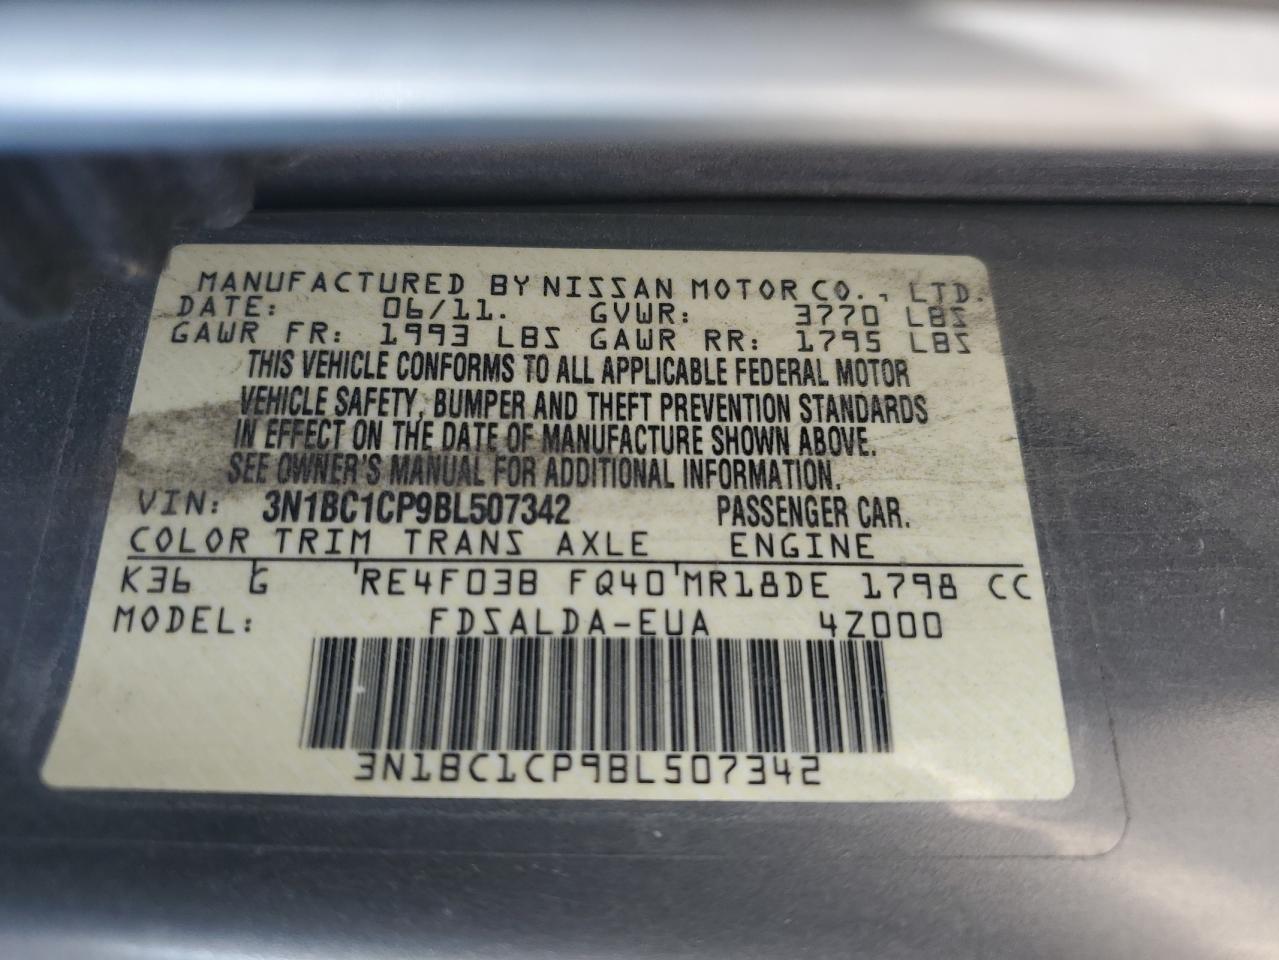 MANUFACTURED BY NISSAN MOTOR CO., LTD.
DATE: 06/11. GVWR: 3770 LBS
GAWR FR: 1993 LBS GAWR RR: 1795 LBS
THIS VEHICLE CONFORMS TO ALL APPLICABLE FEDERAL MOTOR
VEHICLE SAFETY, BUMPER AND THEFT PREVENTION STANDARDS
IN EFFECT ON THE DATE OF MANUFACTURE SHOWN ABOVE.
SEE OWNER'S MANUAL FOR ADDITIONAL INFORMATION.
VIN: 3N1BC1CP9BL507342 PASSENGER CAR.
COLOR TRIM TRANS AXLE ENGINE
K36 G RE4F03B FQ40 MR18DE 1798 CC
MODEL: FDSALDA-EUA 4Z000
3N1BC1CP9BL507342